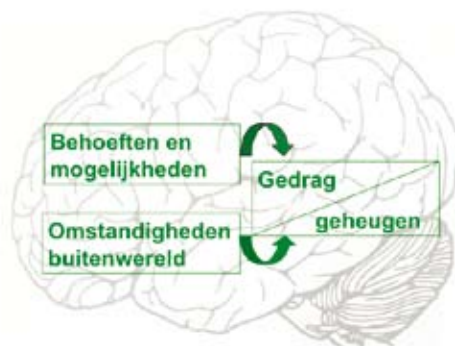 Behoeften en
mogelijkheden
Gedrag
geheugen
Omstandigheden
buitenwereld